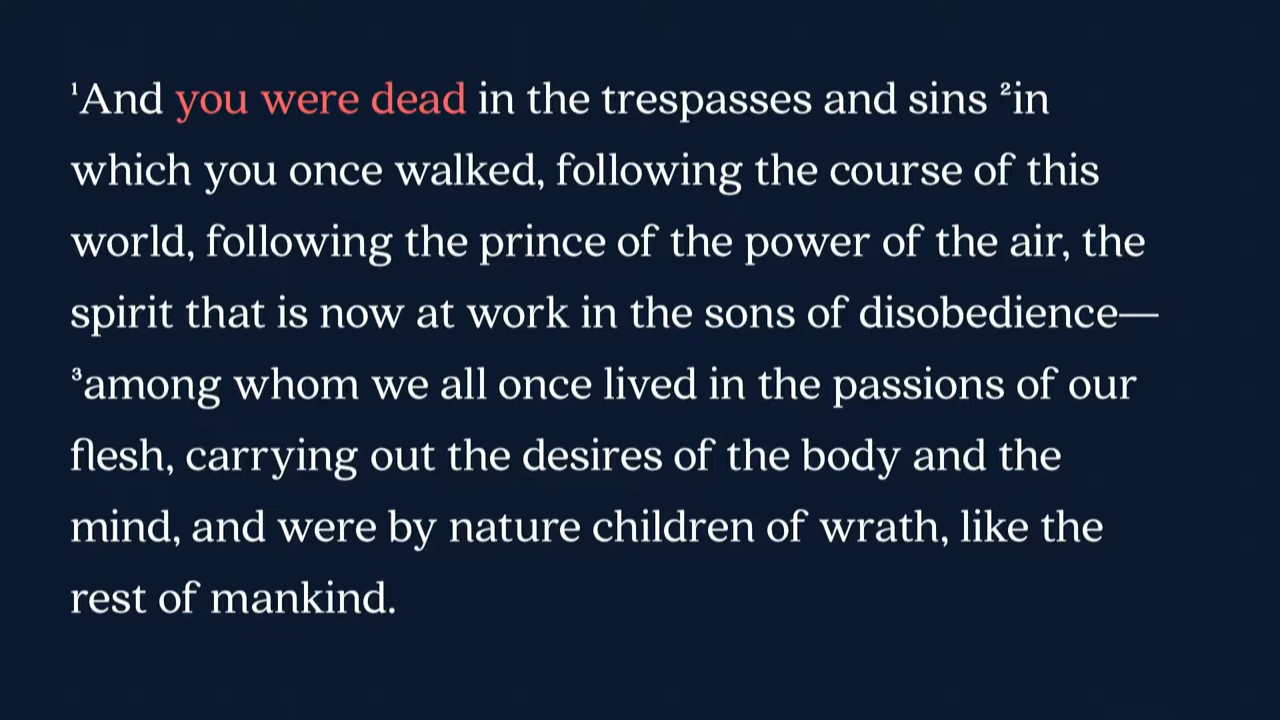 ¹And you were dead in the trespasses and sins ²in
which you once walked, following the course of this
world, following the prince of the power of the air, the
spirit that is now at work in the sons of disobedience—
³among whom we all once lived in the passions of our
flesh, carrying out the desires of the body and the
mind, and were by nature children of wrath, like the
rest of mankind.